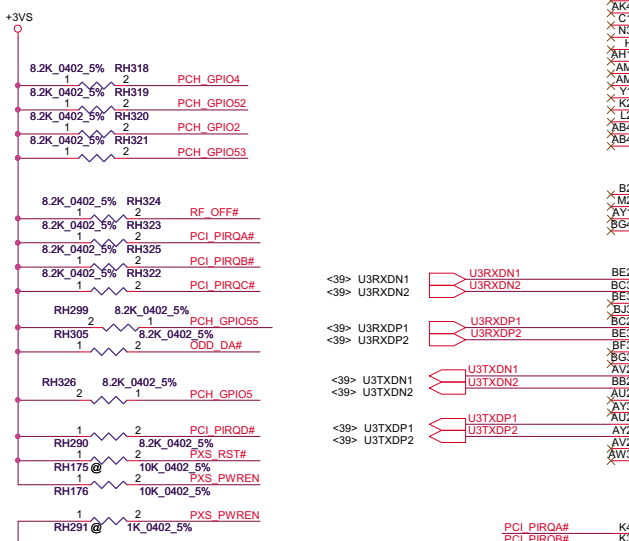 +3VS
8.2K_0402_5% RH318
1 2 PCH_GPIO4
8.2K_0402_5% RH319
1 2 PCH_GPIO52
8.2K_0402_5% RH320
1 2 PCH_GPIO2
8.2K_0402_5% RH321
1 2 PCH_GPIO53
8.2K_0402_5% RH324
1 2 RF_OFF#
8.2K_0402_5% RH323
1 2 PCI_PIRQA#
8.2K_0402_5% RH325
1 2 PCI_PIRQB#
8.2K_0402_5% RH322
1 2 PCI_PIRQC#
RH299 8.2K_0402_5%
2 1 PCH_GPIO55
RH305 8.2K_0402_5%
1 2 ODD_DA#
RH326 8.2K_0402_5%
2 1 PCH_GPIO5
1 2 PCI_PIRQD#
RH290 8.2K_0402_5%
1 2 PXS_RST#
RH175 @ 10K_0402_5%
1 2 PXS_PWREN
RH176 10K_0402_5%
1 2 PXS_PWREN
RH291 @ 1K_0402_5%
<39> U3RXDN1 U3RXDN1
<39> U3RXDN2 U3RXDN2
<39> U3RXDP1 U3RXDP1
<39> U3RXDP2 U3RXDP2
<39> U3TXDN1 U3TXDN1
<39> U3TXDN2 U3TXDN2
<39> U3TXDP1 U3TXDP1
<39> U3TXDP2 U3TXDP2
PCI_PIRQA#
PCI_PIRQB#